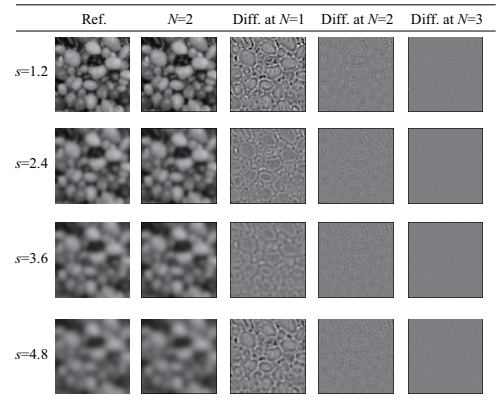 Ref. N=2 Diff. at N=1 Diff. at N=2 Diff. at N=3
s=1.2
s=2.4
s=3.6
s=4.8